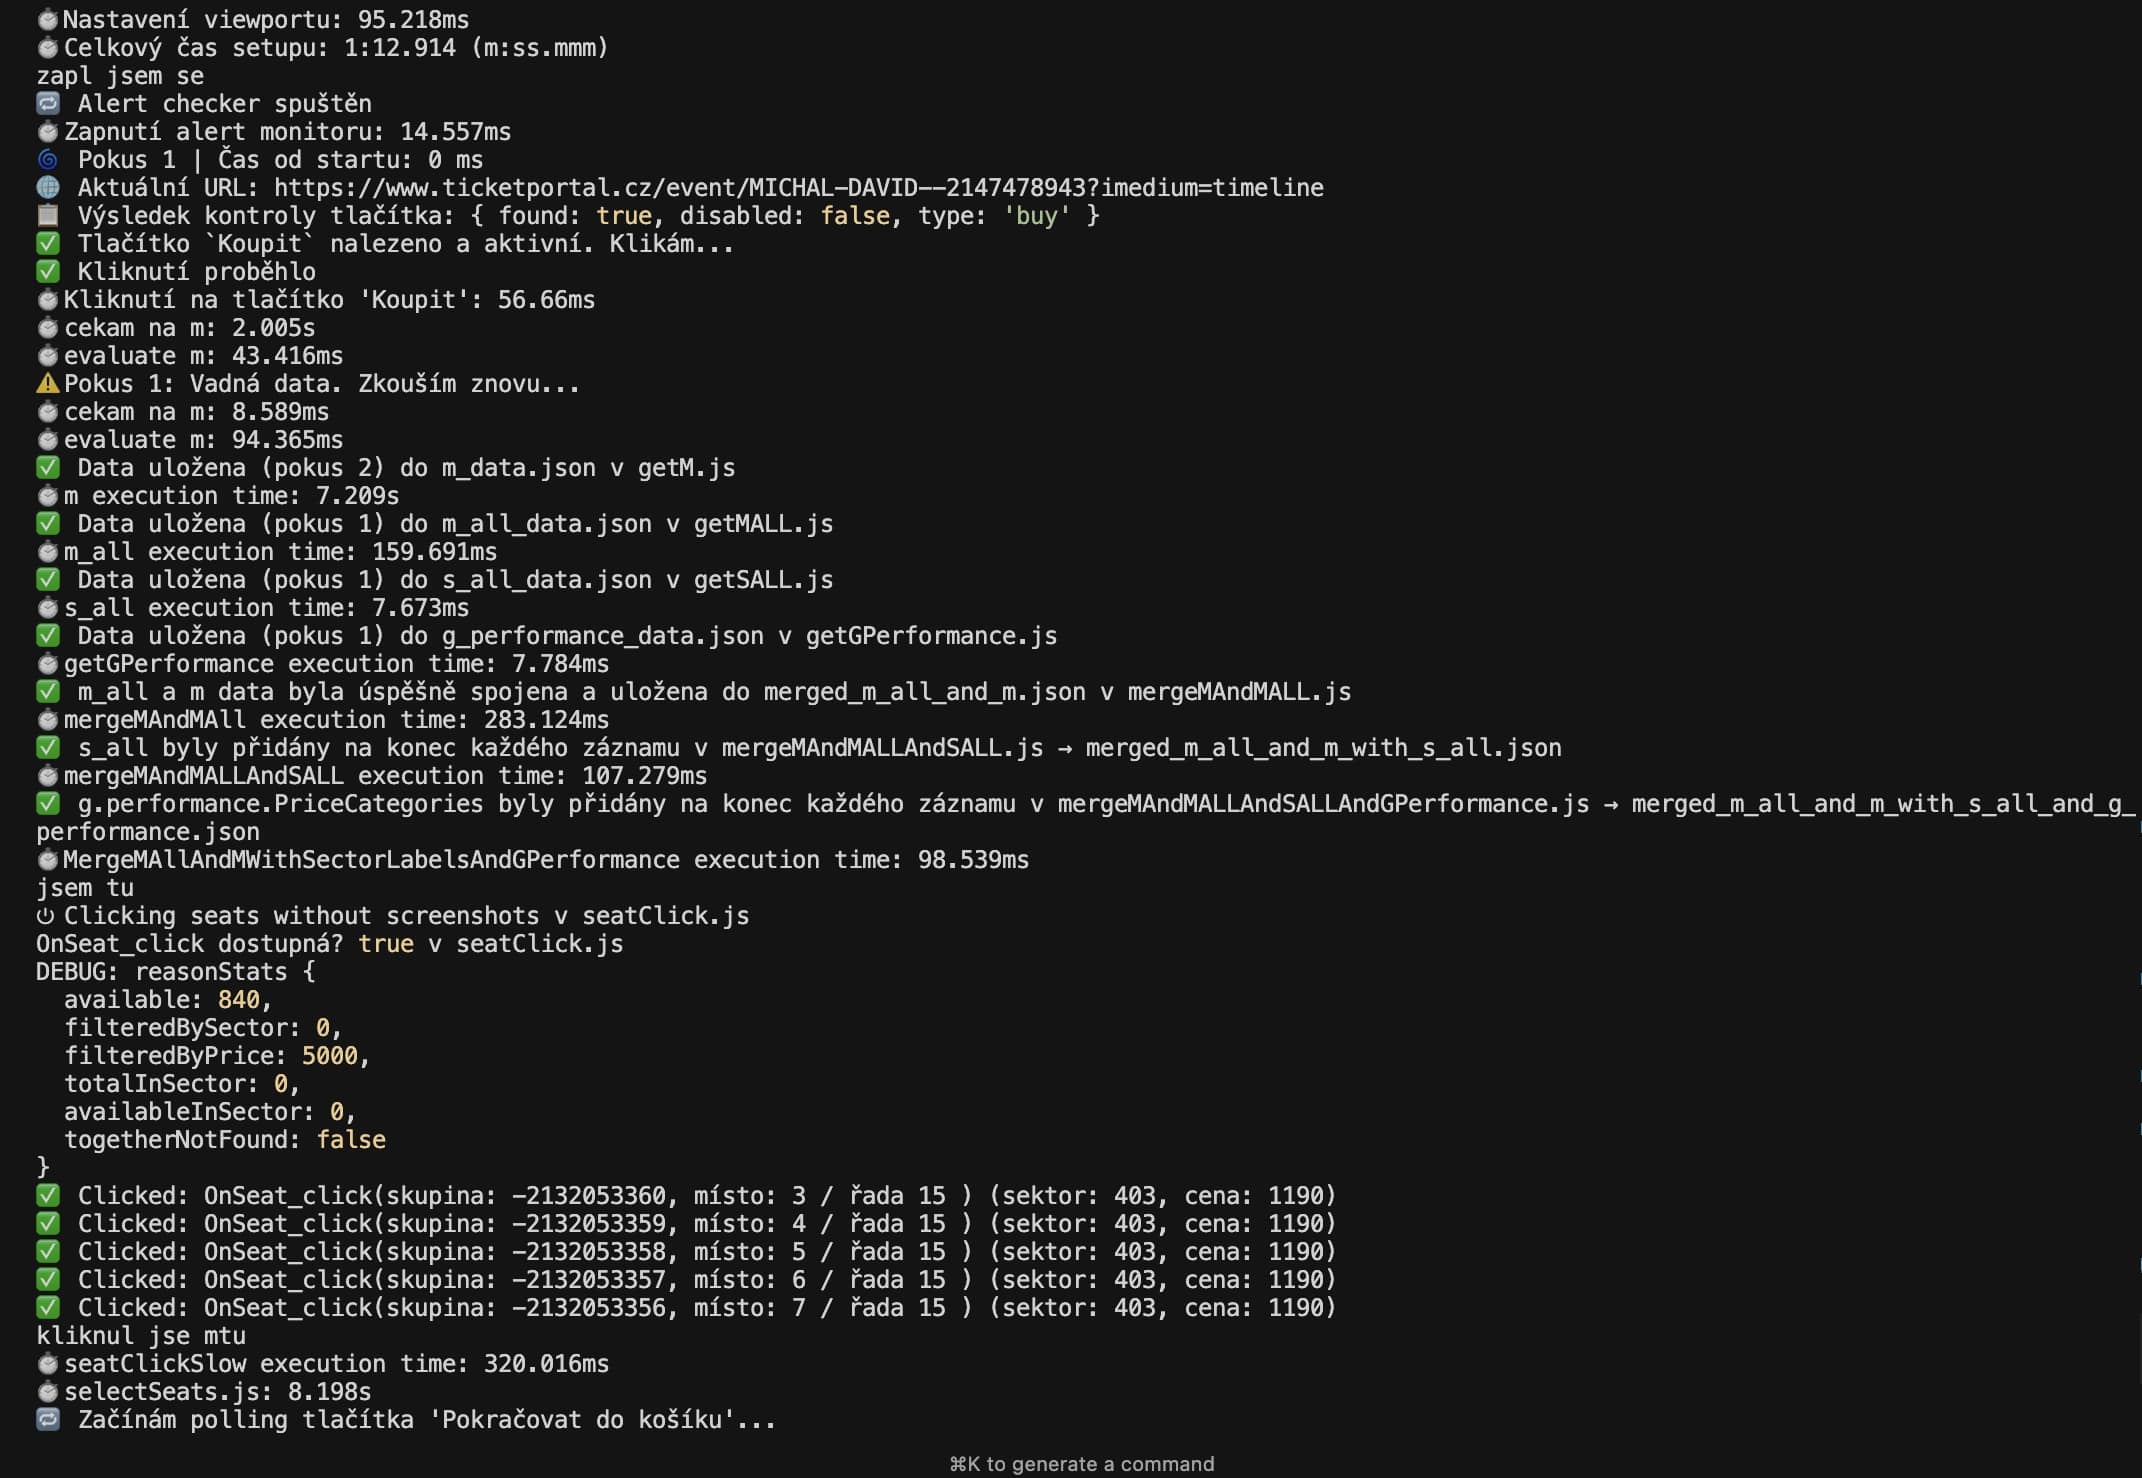 ⏱Nastavení viewportu: 95.218ms
⏱Celkový čas setupu: 1:12.914 (m:ss.mmm)
zapl jsem se
🔁 Alert checker spuštěn
⏱Zapnutí alert monitoru: 14.557ms
🌀 Pokus 1 | Čas od startu: 0 ms
🌐 Aktuální URL: https://www.ticketportal.cz/event/MICHAL-DAVID--2147478943?imedium=timeline
📋 Výsledek kontroly tlačítka: { found: true, disabled: false, type: 'buy' }
✅ Tlačítko `Koupit` nalezeno a aktivní. Klikám...
✅ Kliknutí proběhlo
⏱Kliknutí na tlačítko 'Koupit': 56.66ms
⏱cekam na m: 2.005s
⏱evaluate m: 43.416ms
⚠️Pokus 1: Vadná data. Zkouším znovu...
⏱cekam na m: 8.589ms
⏱evaluate m: 94.365ms
✅ Data uložena (pokus 2) do m_data.json v getM.js
⏱m execution time: 7.209s
✅ Data uložena (pokus 1) do m_all_data.json v getMALL.js
⏱m_all execution time: 159.691ms
✅ Data uložena (pokus 1) do s_all_data.json v getSALL.js
⏱s_all execution time: 7.673ms
✅ Data uložena (pokus 1) do g_performance_data.json v getGPerformance.js
⏱getGPerformance execution time: 7.784ms
✅ m_all a m data byla úspěšně spojena a uložena do merged_m_all_and_m.json v mergeMAndMALL.js
⏱mergeMAndMAll execution time: 283.124ms
✅ s_all byly přidány na konec každého záznamu v mergeMAndMALLAndSALL.js → merged_m_all_and_m_with_s_all.json
⏱mergeMAndMALLAndSALL execution time: 107.279ms
✅ g.performance.PriceCategories byly přidány na konec každého záznamu v mergeMAndMALLAndSALLAndGPerformance.js → merged_m_all_and_m_with_s_all_and_g_
performance.json
⏱MergeMAllAndMWithSectorLabelsAndGPerformance execution time: 98.539ms
jsem tu
⏻ Clicking seats without screenshots v seatClick.js
OnSeat_click dostupná? true v seatClick.js
DEBUG: reasonStats {
  available: 840,
  filteredBySector: 0,
  filteredByPrice: 5000,
  totalInSector: 0,
  availableInSector: 0,
  togetherNotFound: false
}
✅ Clicked: OnSeat_click(skupina: -2132053360, místo: 3 / řada 15 ) (sektor: 403, cena: 1190)
✅ Clicked: OnSeat_click(skupina: -2132053359, místo: 4 / řada 15 ) (sektor: 403, cena: 1190)
✅ Clicked: OnSeat_click(skupina: -2132053358, místo: 5 / řada 15 ) (sektor: 403, cena: 1190)
✅ Clicked: OnSeat_click(skupina: -2132053357, místo: 6 / řada 15 ) (sektor: 403, cena: 1190)
✅ Clicked: OnSeat_click(skupina: -2132053356, místo: 7 / řada 15 ) (sektor: 403, cena: 1190)
kliknul jse mtu
⏱seatClickSlow execution time: 320.016ms
⏱selectSeats.js: 8.198s
🔁 Začínám polling tlačítka 'Pokračovat do košíku'...
⌘K to generate a command